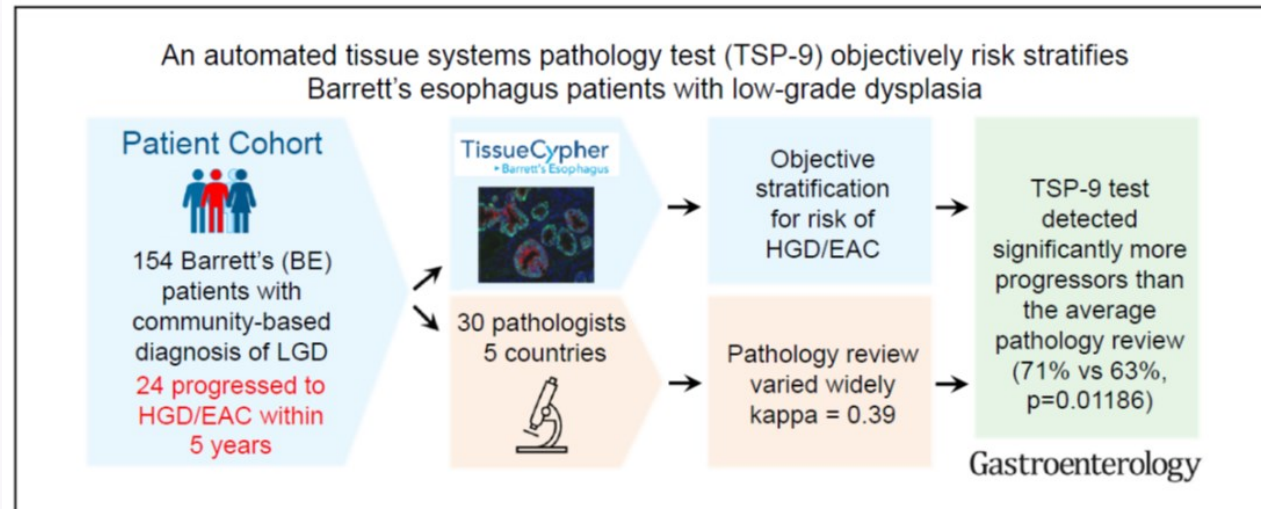 An automated tissue systems pathology test (TSP-9) objectively risk stratifies
Barrett's esophagus patients with low-grade dysplasia
Patient Cohort
154 Barrett's (BE)
patients with
community-based
diagnosis of LGD
24 progressed to
HGD/EAC within
5 years
TissueCypher
• Barrett's Esophagus
30 pathologists
5 countries
Objective
stratification
for risk of
HGD/EAC
Pathology review
varied widely
kappa = 0.39
TSP-9 test
detected
significantly more
progressors than
the average
pathology review
(71% vs 63%,
p=0.01186)
Gastroenterology